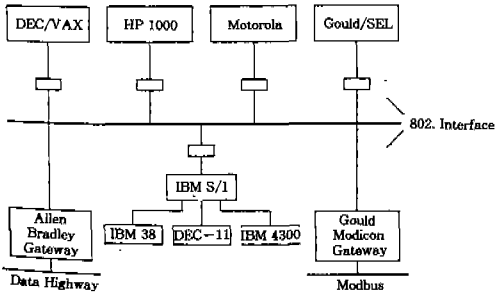 DEC/VAX
HP 1000
Motorola
Gould/SEL
802. Interface
IBM S/1
Allen
Bradley
Gateway
IBM 38
DEC-11
IBM 4300
Gould
Modicon
Gateway
Data Highway
Modbus